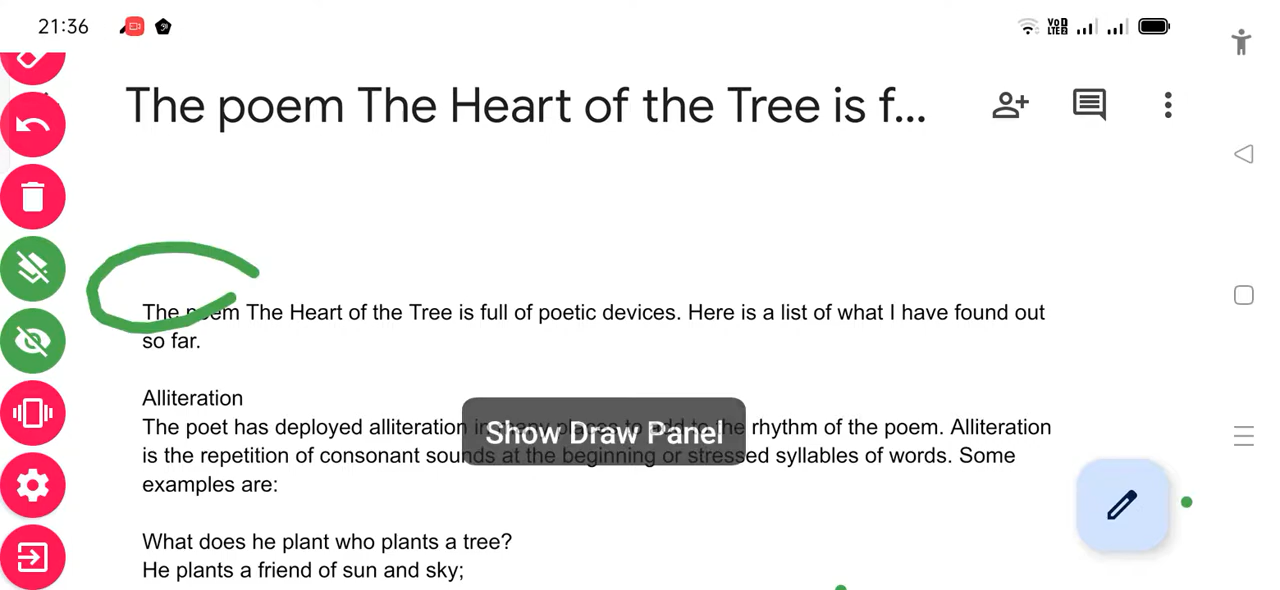 21:36
VoD
LTE2
The poem The Heart of the Tree is f...
The poem The Heart of the Tree is full of poetic devices. Here is a list of what I have found out
so far.
Alliteration
The poet has deployed alliteration in many places to add to the rhythm of the poem. Alliteration
Show Draw Panel
is the repetition of consonant sounds at the beginning or stressed syllables of words. Some
examples are:
What does he plant who plants a tree?
He plants a friend of sun and sky;